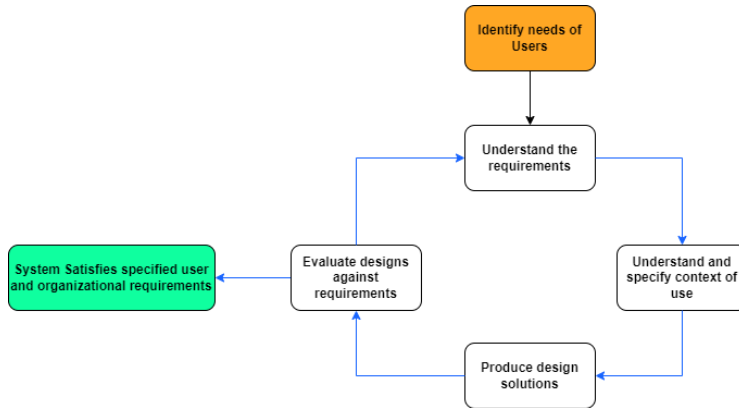 Identify needs of
Users
Understand the
requirements
Understand and
specify context of
use
Produce design
solutions
Evaluate designs
against
requirements
System Satisfies specified user
and organizational requirements